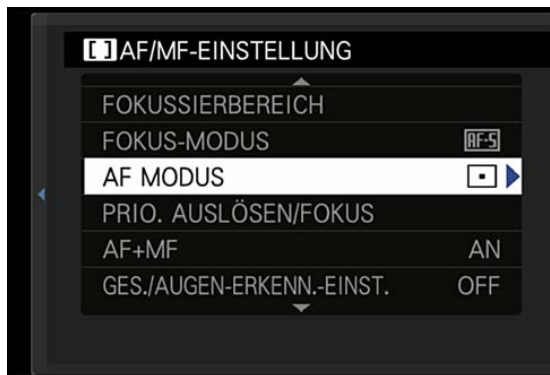 AF/MF-EINSTELLUNG
FOKUSSIERBEREICH
FOKUS-MODUS AF-S
AF MODUS
PRIO. AUSLÖSEN/FOKUS
AF+MF AN
GES./AUGEN-ERKENN.-EINST. OFF